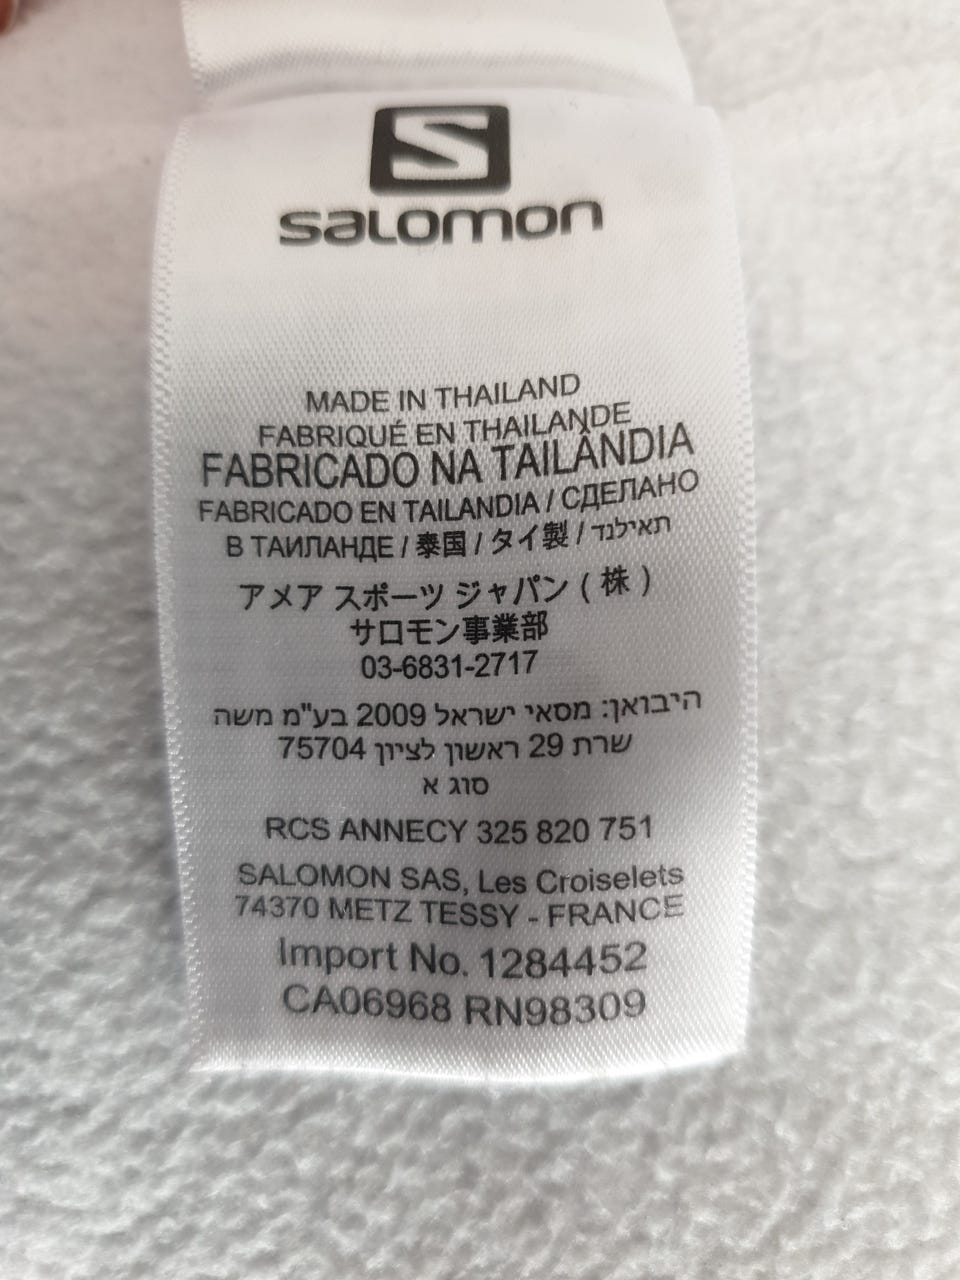 salomon
MADE IN THAILAND
FABRIQUÉ EN THAILANDE
FABRICADO NA TAILÂNDIA
FABRICADO EN TAILANDIA / СДЕЛАНО
В ТАИЛАНДЕ / 泰国 / タイ製 / תאילנד
アメア スポーツ ジャパン ( 株 )
サロモン事業部
03-6831-2717
היבואן: מסאי ישראל 2009 בע"מ משה
שרת 29 ראשון לציון 75704
סוג א
RCS ANNECY 325 820 751
SALOMON SAS, Les Croiselets
74370 METZ TESSY - FRANCE
Import No. 1284452
CA06968 RN98309